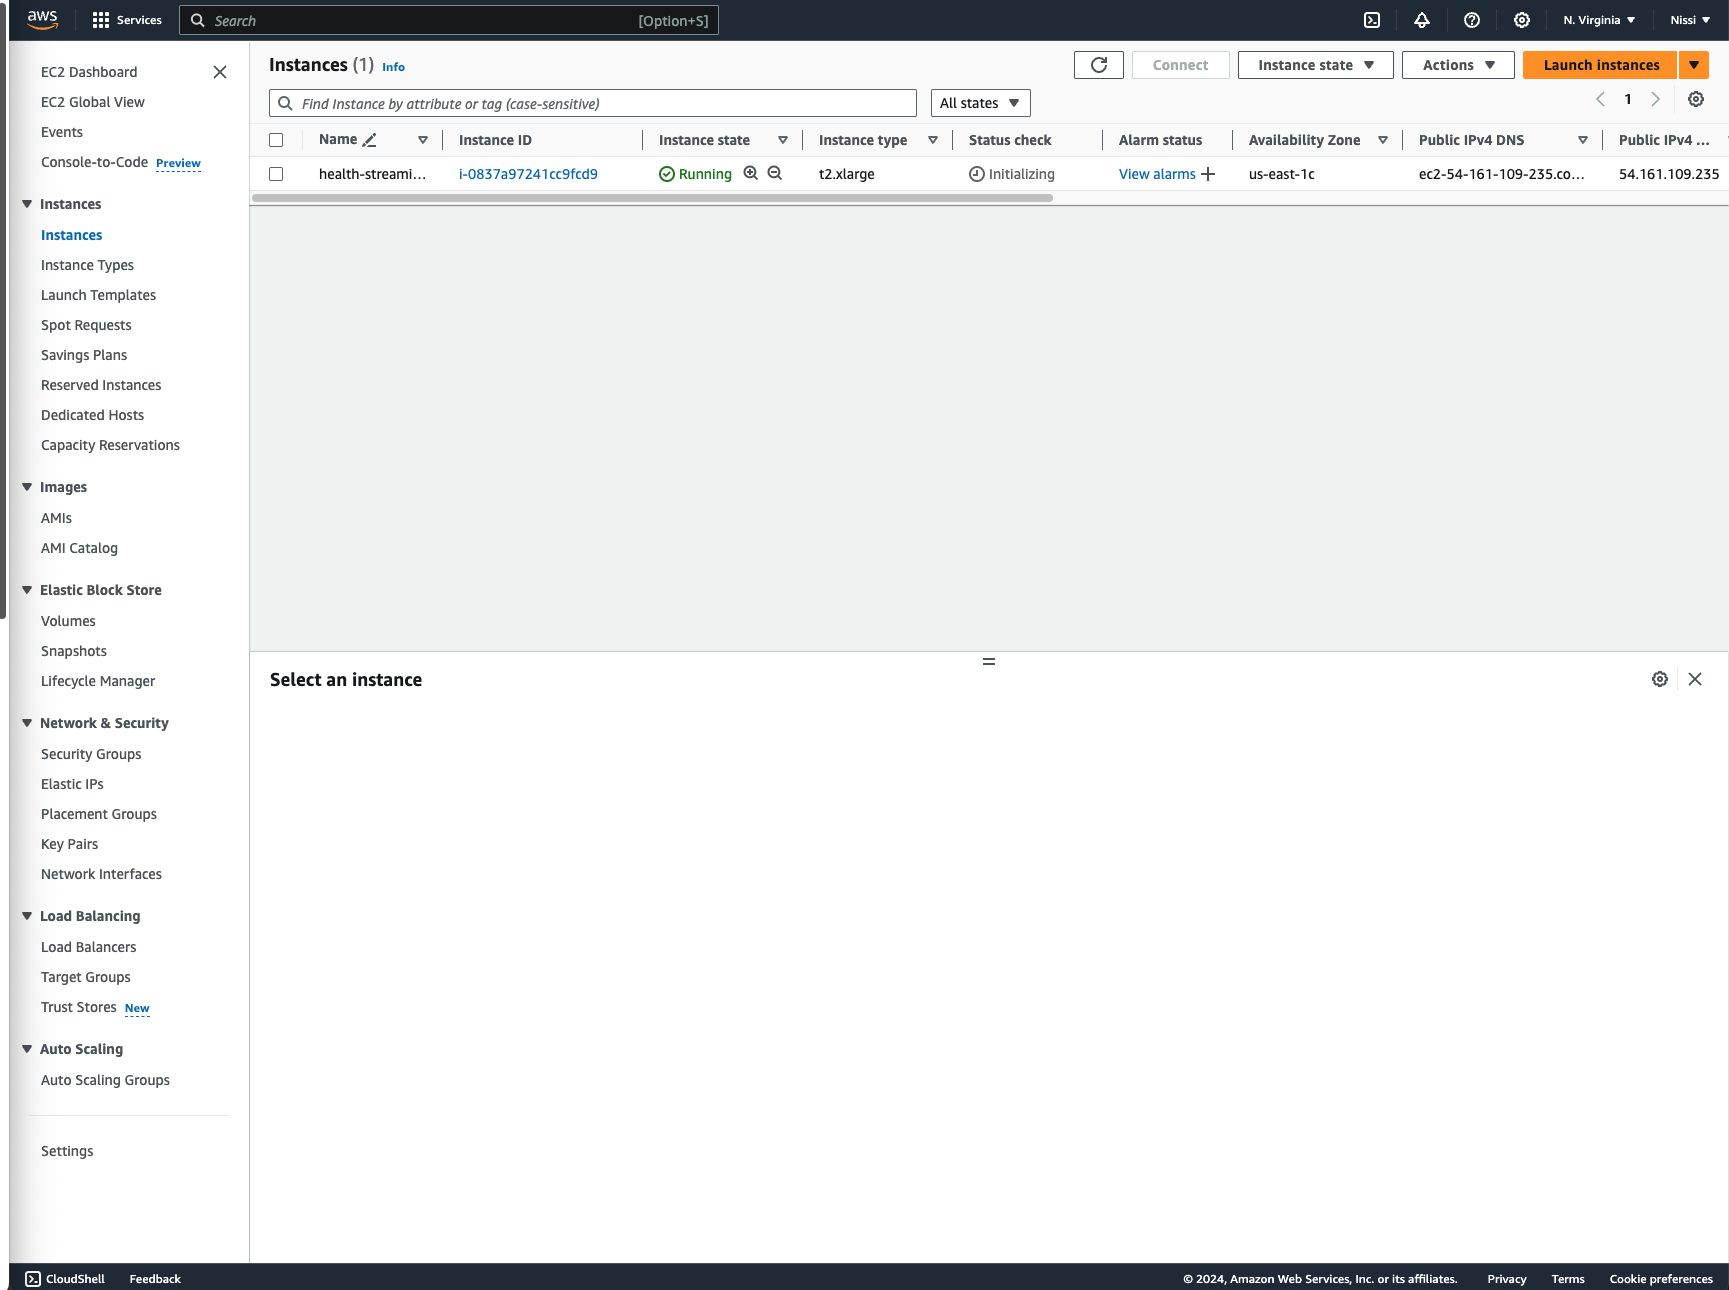 aws
Services
Search
[Option+S]
N. Virginia
Nissi
EC2 Dashboard
EC2 Global View
Events
Console-to-Code Preview
Instances
Instances
Instance Types
Launch Templates
Spot Requests
Savings Plans
Reserved Instances
Dedicated Hosts
Capacity Reservations
Images
AMIs
AMI Catalog
Elastic Block Store
Volumes
Snapshots
Lifecycle Manager
Network & Security
Security Groups
Elastic IPs
Placement Groups
Key Pairs
Network Interfaces
Load Balancing
Load Balancers
Target Groups
Trust Stores New
Auto Scaling
Auto Scaling Groups
Settings
Instances (1) Info
Connect
Instance state
Actions
Launch instances
Find Instance by attribute or tag (case-sensitive)
All states
1
Name Instance ID Instance state Instance type Status check Alarm status Availability Zone Public IPv4 DNS Public IPv4 ...
health-streami... i-0837a97241cc9fcd9 Running t2.xlarge Initializing View alarms us-east-1c ec2-54-161-109-235.co... 54.161.109.235
Select an instance
CloudShell Feedback © 2024, Amazon Web Services, Inc. or its affiliates. Privacy Terms Cookie preferences